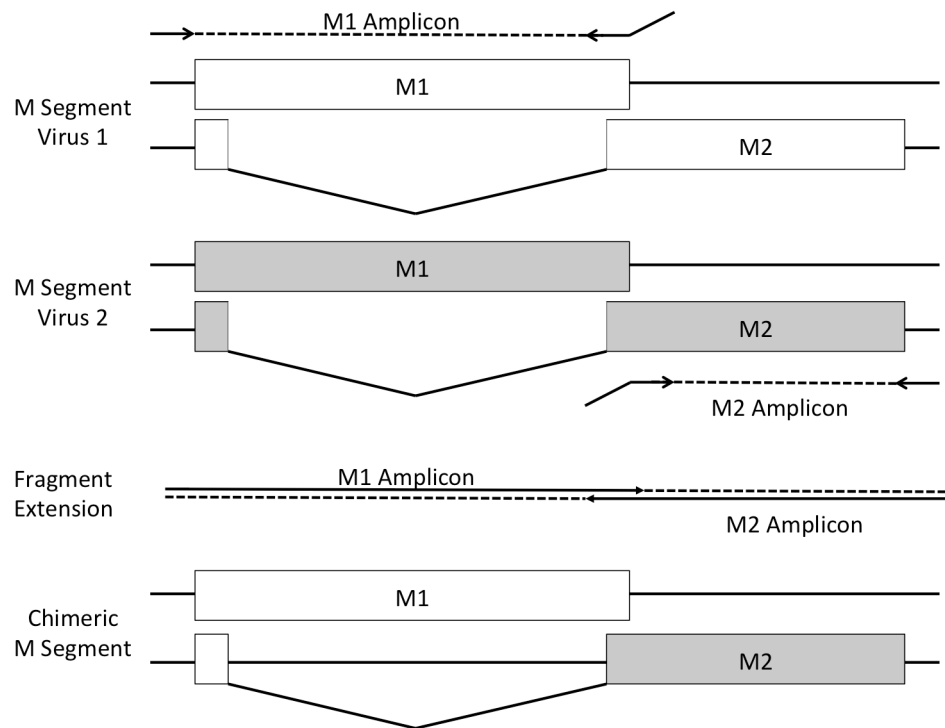 M1 Amplicon
M Segment
Virus 1
M1
M2
M Segment
Virus 2
M1
M2
M2 Amplicon
Fragment
Extension
M1 Amplicon
M2 Amplicon
Chimeric
M Segment
M1
M2